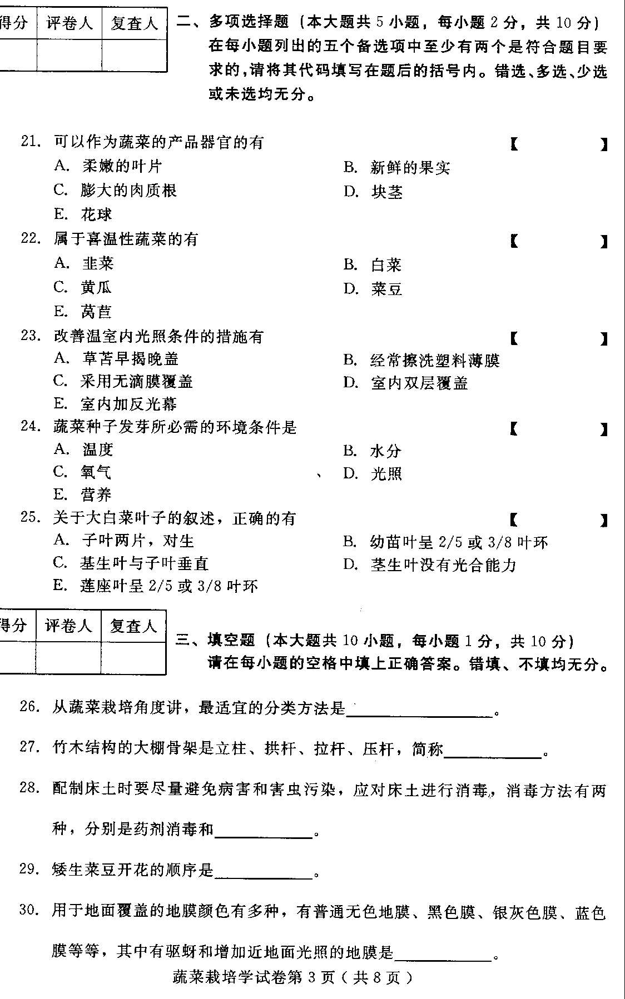 得分 评卷人 复查人
二、多项选择题（本大题共 5 小题，每小题 2 分，共 10 分）
在每小题列出的五个备选项中至少有两个是符合题目要
求的,请将其代码填写在题后的括号内。错选、多选、少选
或未选均无分。
21. 可以作为蔬菜的产品器官的有 【 】
A. 柔嫩的叶片 B. 新鲜的果实
C. 膨大的肉质根 D. 块茎
E. 花球
22. 属于喜温性蔬菜的有 【 】
A. 韭菜 B. 白菜
C. 黄瓜 D. 菜豆
E. 莴苣
23. 改善温室内光照条件的措施有 【 】
A. 草苫早揭晚盖 B. 经常擦洗塑料薄膜
C. 采用无滴膜覆盖 D. 室内双层覆盖
E. 室内加反光幕
24. 蔬菜种子发芽所必需的环境条件是 【 】
A. 温度 B. 水分
C. 氧气 D. 光照
E. 营养
25. 关于大白菜叶子的叙述，正确的有 【 】
A. 子叶两片，对生 B. 幼苗叶呈 2/5 或 3/8 叶环
C. 基生叶与子叶垂直 D. 茎生叶没有光合能力
E. 莲座叶呈 2/5 或 3/8 叶环
得分 评卷人 复查人
三、填空题（本大题共 10 小题，每小题 1 分，共 10 分）
请在每小题的空格中填上正确答案。错填、不填均无分。
26. 从蔬菜栽培角度讲，最适宜的分类方法是______。
27. 竹木结构的大棚骨架是立柱、拱杆、拉杆、压杆，简称______。
28. 配制床土时要尽量避免病害和害虫污染，应对床土进行消毒，消毒方法有两
种，分别是药剂消毒和______。
29. 矮生菜豆开花的顺序是______。
30. 用于地面覆盖的地膜颜色有多种，有普通无色地膜、黑色膜、银灰色膜、蓝色
膜等等，其中有驱蚜和增加近地面光照的地膜是______。
蔬菜栽培学试卷第 3 页（共 8 页）